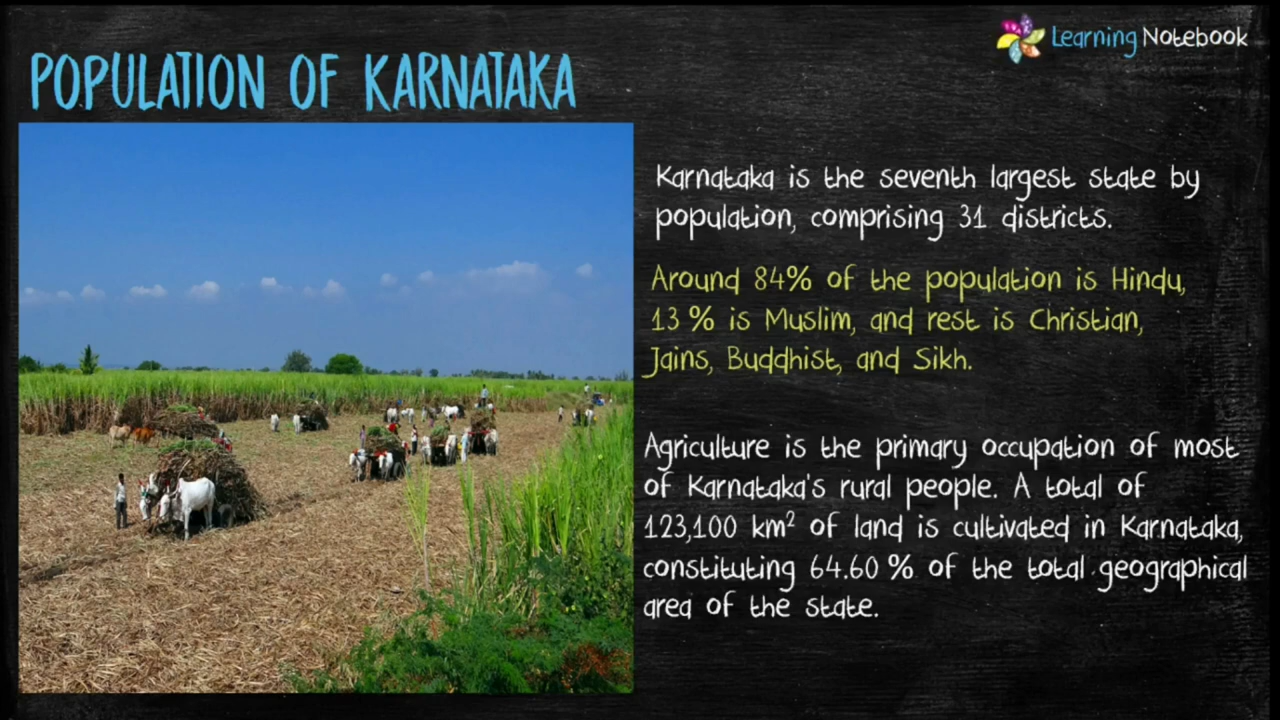 Learning Notebook
POPULATION OF KARNATAKA
Karnataka is the seventh largest state by
population, comprising 31 districts.
Around 84% of the population is Hindu,
13 % is Muslim, and rest is Christian,
Jains, Buddhist, and Sikh.
Agriculture is the primary occupation of most
of Karnataka's rural people. A total of
123,100 km² of land is cultivated in Karnataka,
constituting 64.60 % of the total geographical
area of the state.